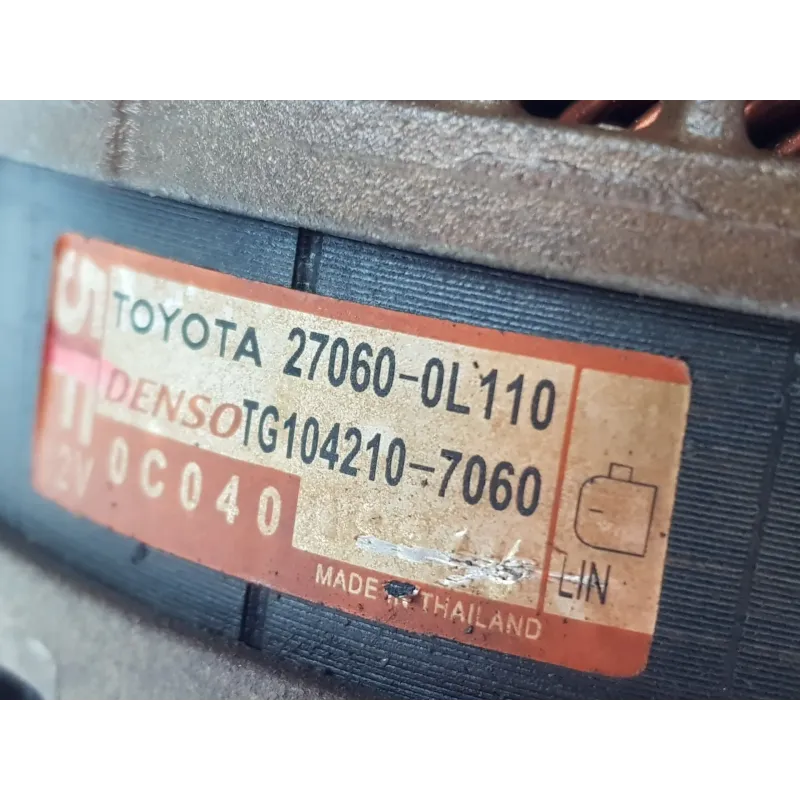 TOYOTA 27060-0L110
DENSO TG104210-7060
12V 0C040
LIN
MADE IN THAILAND